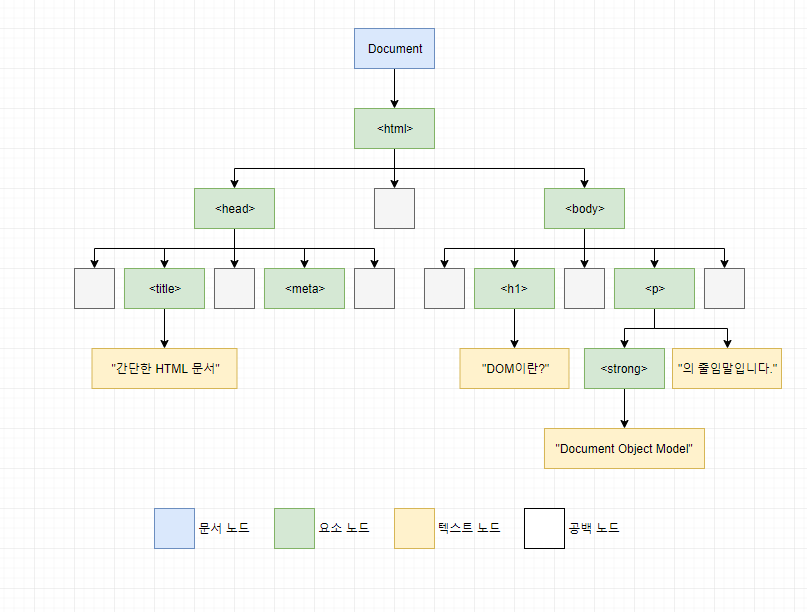 Document
<html>
<head>
<body>
<title>
<meta>
<h1>
<p>
"간단한 HTML 문서"
"DOM이란?"
<strong>
"의 줄임말입니다."
"Document Object Model"
문서 노드
요소 노드
텍스트 노드
공백 노드